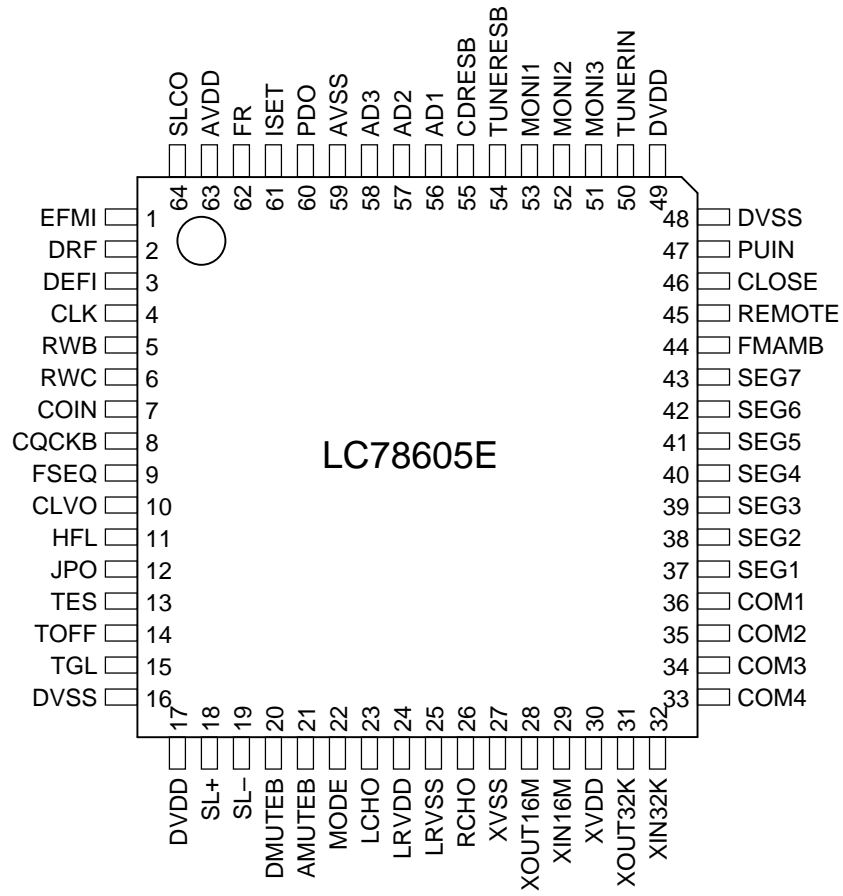 SLCO
AVDD
FR
ISET
PDO
AVSS
AD3
AD2
AD1
CDRESB
TUNERESB
MONI1
MONI2
MONI3
TUNERIN
DVDD
64
63
62
61
60
59
58
57
56
55
54
53
52
51
50
49
EFMI 1
DRF 2
DEFI 3
CLK 4
RWB 5
RWC 6
COIN 7
CQCKB 8
FSEQ 9
CLVO 10
HFL 11
JPO 12
TES 13
TOFF 14
TGL 15
DVSS 16
LC78605E
48 DVSS
47 PUIN
46 CLOSE
45 REMOTE
44 FMAMB
43 SEG7
42 SEG6
41 SEG5
40 SEG4
39 SEG3
38 SEG2
37 SEG1
36 COM1
35 COM2
34 COM3
33 COM4
17
18
19
20
21
22
23
24
25
26
27
28
29
30
31
32
DVDD
SL+
SL–
DMUTEB
AMUTEB
MODE
LCHO
LRVDD
LRVSS
RCHO
XVSS
XOUT16M
XIN16M
XVDD
XOUT32K
XIN32K